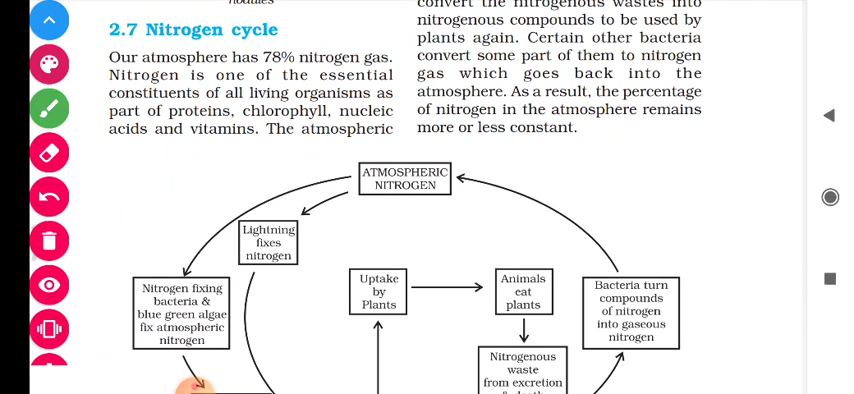 nodules
2.7 Nitrogen cycle
Our atmosphere has 78% nitrogen gas.
Nitrogen is one of the essential
constituents of all living organisms as
part of proteins, chlorophyll, nucleic
acids and vitamins. The atmospheric
convert the nitrogenous wastes into
nitrogenous compounds to be used by
plants again. Certain other bacteria
convert some part of them to nitrogen
gas which goes back into the
atmosphere. As a result, the percentage
of nitrogen in the atmosphere remains
more or less constant.
ATMOSPHERIC
NITROGEN
Lightning
fixes
nitrogen
Nitrogen fixing
bacteria &
blue green algae
fix atmospheric
nitrogen
Uptake
by
Plants
Animals
eat
plants
Bacteria turn
compounds
of nitrogen
into gaseous
nitrogen
Nitrogenous
waste
from excretion
& death